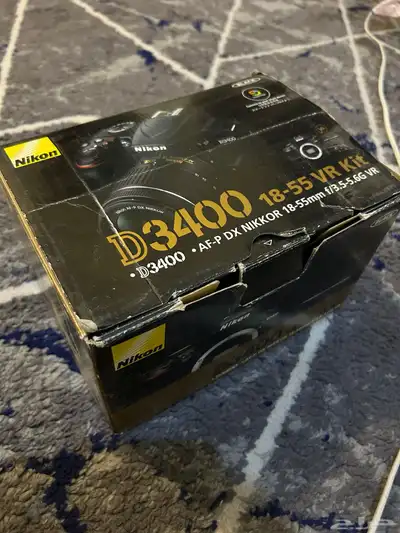 Nikon
Nikon
D3400
D3400 18-55 VR Kit
• D3400 • AF-P DX NIKKOR 18-55mm f/3.5-5.6G VR
Nikon
Nikon